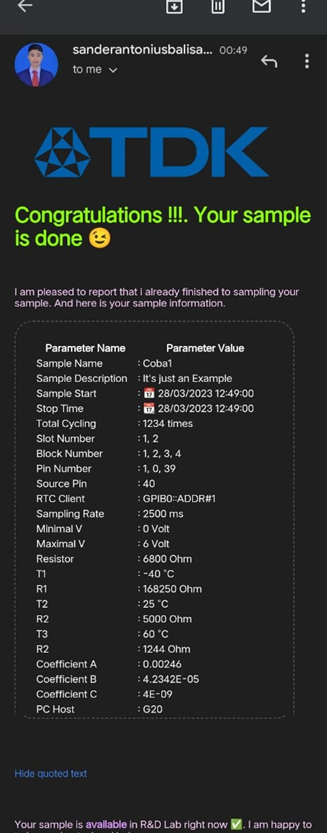 sanderantoniusbalisa... 00:49
to me
TDK
Congratulations !!!. Your sample
is done 😉
I am pleased to report that i already finished to sampling your
sample. And here is your sample information.
Parameter Name Parameter Value
Sample Name : Coba1
Sample Description : It's just an Example
Sample Start : 📅 28/03/2023 12:49:00
Stop Time : 📅 28/03/2023 12:49:00
Total Cycling : 1234 times
Slot Number : 1, 2
Block Number : 1, 2, 3, 4
Pin Number : 1, 0, 39
Source Pin : 40
RTC Client : GPIB0::ADDR#1
Sampling Rate : 2500 ms
Minimal V : 0 Volt
Maximal V : 6 Volt
Resistor : 6800 Ohm
T1 : -40 °C
R1 : 168250 Ohm
T2 : 25 °C
R2 : 5000 Ohm
T3 : 60 °C
R2 : 1244 Ohm
Coefficient A : 0.00246
Coefficient B : 4.2342E-05
Coefficient C : 4E-09
PC Host : G20
Hide quoted text
Your sample is available in R&D Lab right now ✅. I am happy to